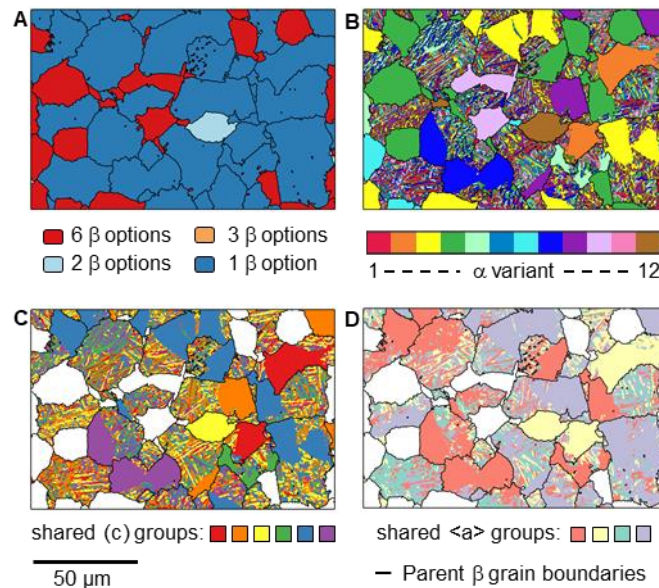 A
B
6 β options
3 β options
2 β options
1 β option
1 – – – – α variant – – – – 12
C
D
shared (c) groups:
shared <a> groups:
50 μm
– Parent β grain boundaries